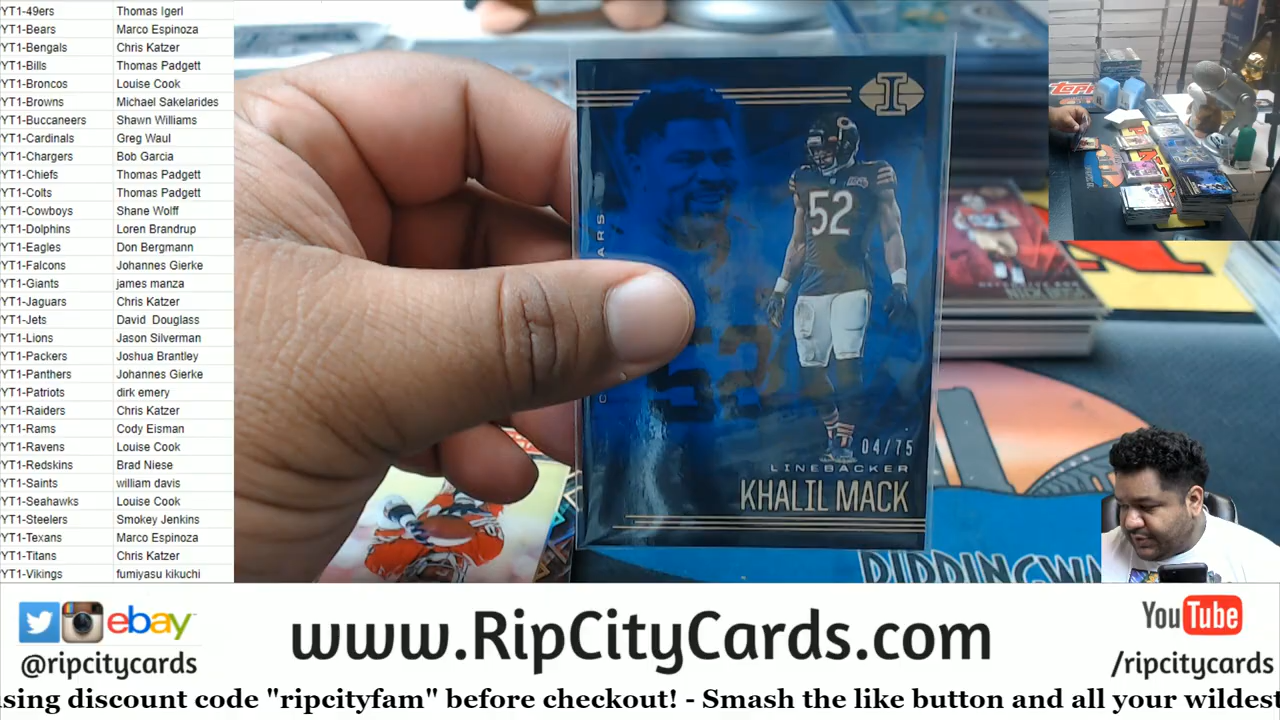 YT1-49ers Thomas Igerl
YT1-Bears Marco Espinoza
YT1-Bengals Chris Katzer
YT1-Bills Thomas Padgett
YT1-Broncos Louise Cook
YT1-Browns Michael Sakelarides
YT1-Buccaneers Shawn Williams
YT1-Cardinals Greg Waul
YT1-Chargers Bob Garcia
YT1-Chiefs Thomas Padgett
YT1-Colts Thomas Padgett
YT1-Cowboys Shane Wolff
YT1-Dolphins Loren Brandrup
YT1-Eagles Don Bergmann
YT1-Falcons Johannes Gierke
YT1-Giants james manza
YT1-Jaguars Chris Katzer
YT1-Jets David Douglass
YT1-Lions Jason Silverman
YT1-Packers Joshua Brantley
YT1-Panthers Johannes Gierke
YT1-Patriots dirk emery
YT1-Raiders Chris Katzer
YT1-Rams Cody Eisman
YT1-Ravens Louise Cook
YT1-Redskins Brad Niese
YT1-Saints william davis
YT1-Seahawks Louise Cook
YT1-Steelers Smokey Jenkins
YT1-Texans Marco Espinoza
YT1-Titans Chris Katzer
YT1-Vikings fumiyasu kikuchi
I
ARS
C
52
52
04/75
LINEBACKER
KHALIL MACK
TOPPS
ebay
@ripcitycards
www.RipCityCards.com
YouTube
/ripcitycards
sing discount code "ripcityfam" before checkout! - Smash the like button and all your wildest